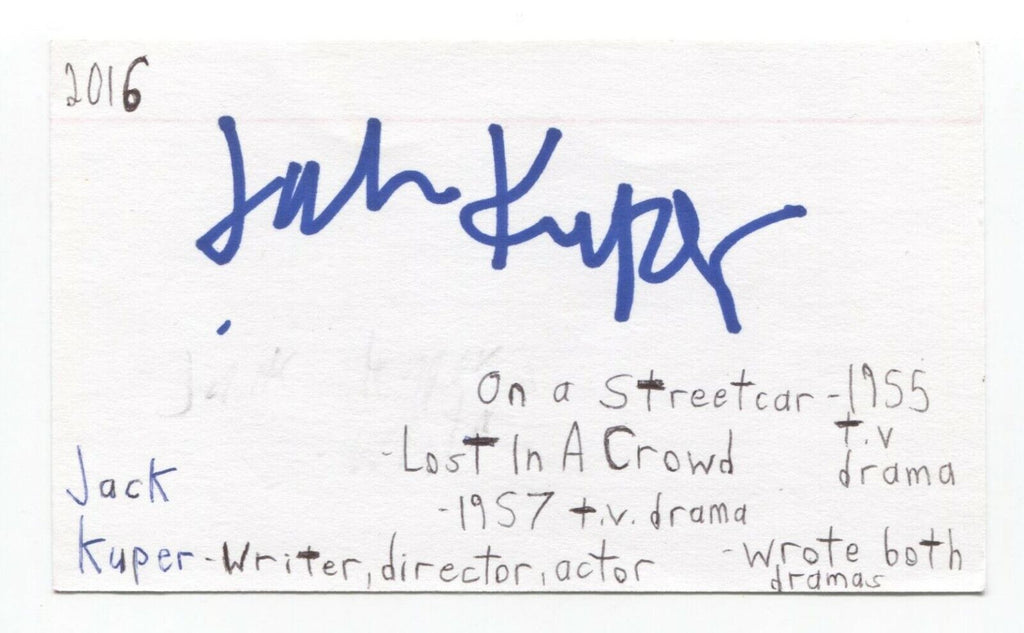 2016
Jack Kuper
On a Streetcar - 1955
t.v
drama
- Lost In A Crowd
- 1957 t.v. drama
Jack
Kuper - Writer, director, actor
- wrote both
dramas